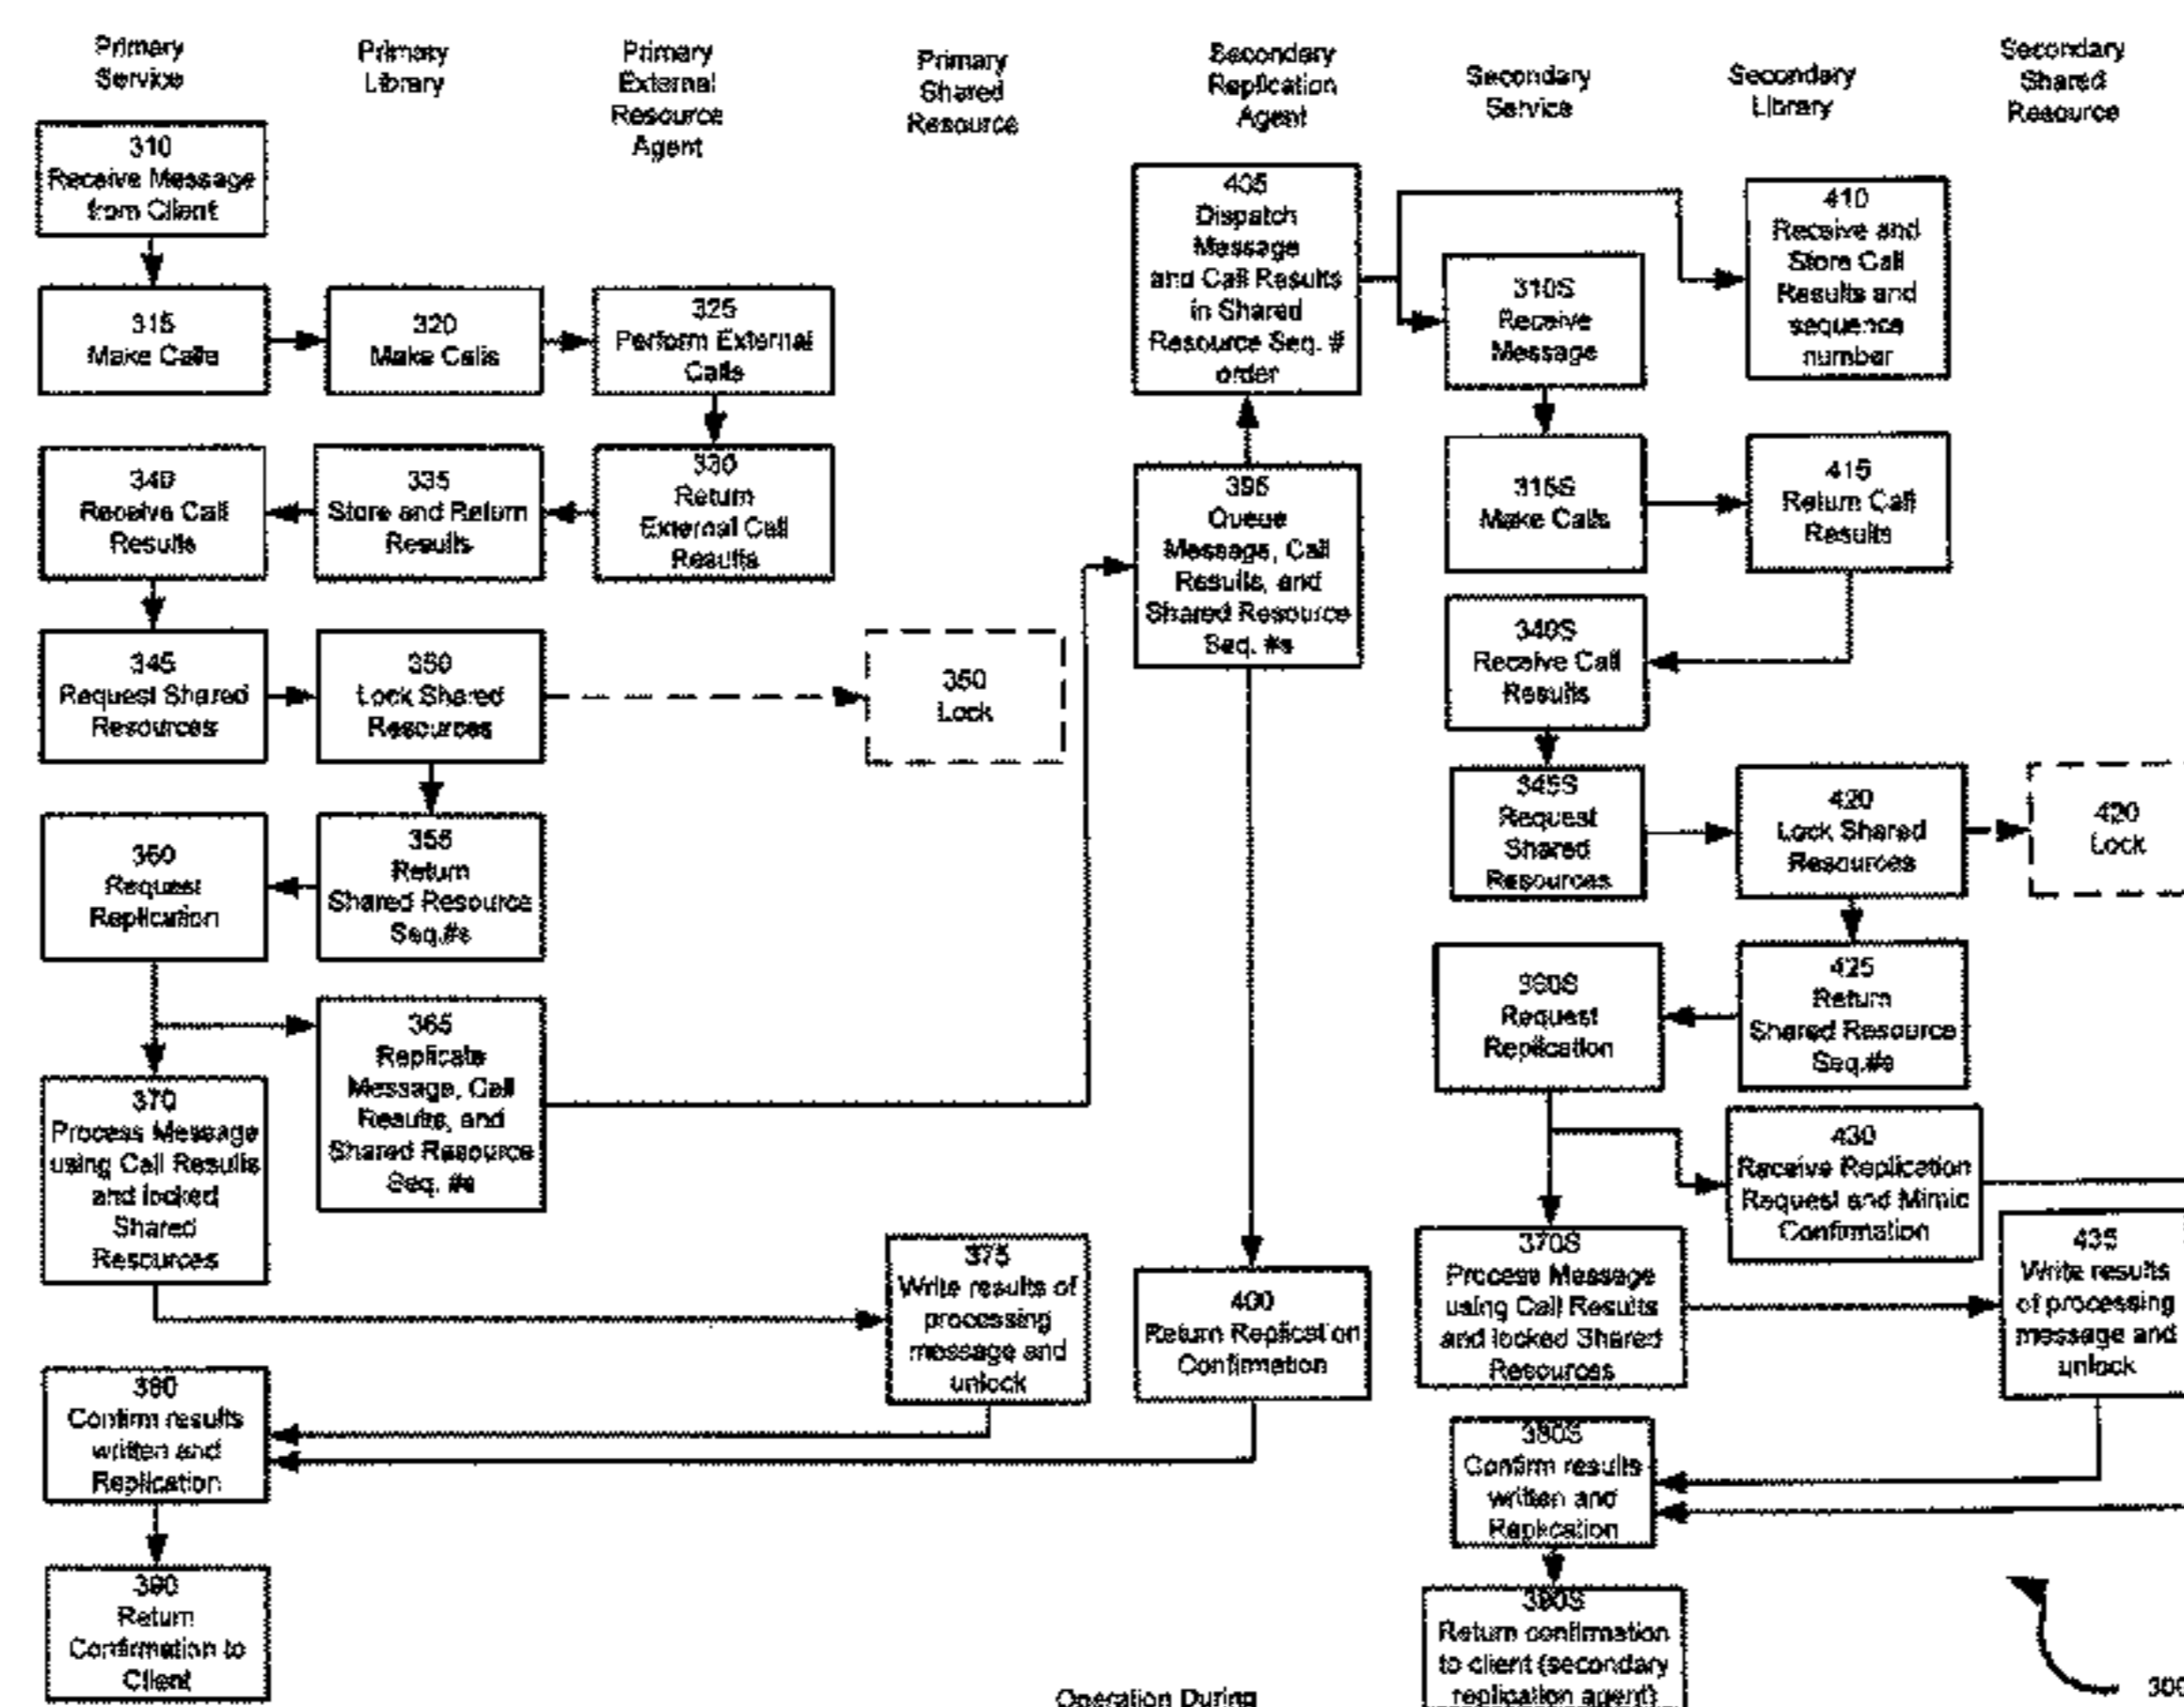 Primary
Service
Primary
Library
Primary
External
Resource
Agent
Primary
Shared
Resource
Secondary
Replication
Agent
Secondary
Service
Secondary
Library
Secondary
Shared
Resource
310
Receive Message
from Client
315
Make Calls
320
Make Calls
325
Perform External
Calls
330
Return
External Call
Results
335
Store and Return
Results
340
Receive Call
Results
345
Request Shared
Resources
350
Lock Shared
Resources
350
Lock
355
Return
Shared Resource
Seq.#s
360
Request
Replication
365
Replicate
Message, Call
Results, and
Shared Resource
Seq. #s
370
Process Message
using Call Results
and locked
Shared
Resources
375
Write results of
processing
message and
unlock
380
Confirm results
written and
Replication
390
Return
Confirmation to
Client
405
Dispatch
Message
and Call Results
in Shared
Resource Seq. #
order
395
Queue
Message, Call
Results, and
Shared Resource
Seq. #s
400
Return Replication
Confirmation
310S
Receive
Message
410
Receive and
Store Call
Results and
sequence
number
315S
Make Calls
415
Return Call
Results
340S
Receive Call
Results
345S
Request
Shared
Resources
420
Lock Shared
Resources
420
Lock
425
Return
Shared Resource
Seq.#s
360S
Request
Replication
430
Receive Replication
Request and Mimic
Confirmation
370S
Process Message
using Call Results
and locked Shared
Resources
435
Write results
of processing
message and
unlock
380S
Confirm results
written and
Replication
390S
Return confirmation
to client (secondary
replication agent)
Operation During
300